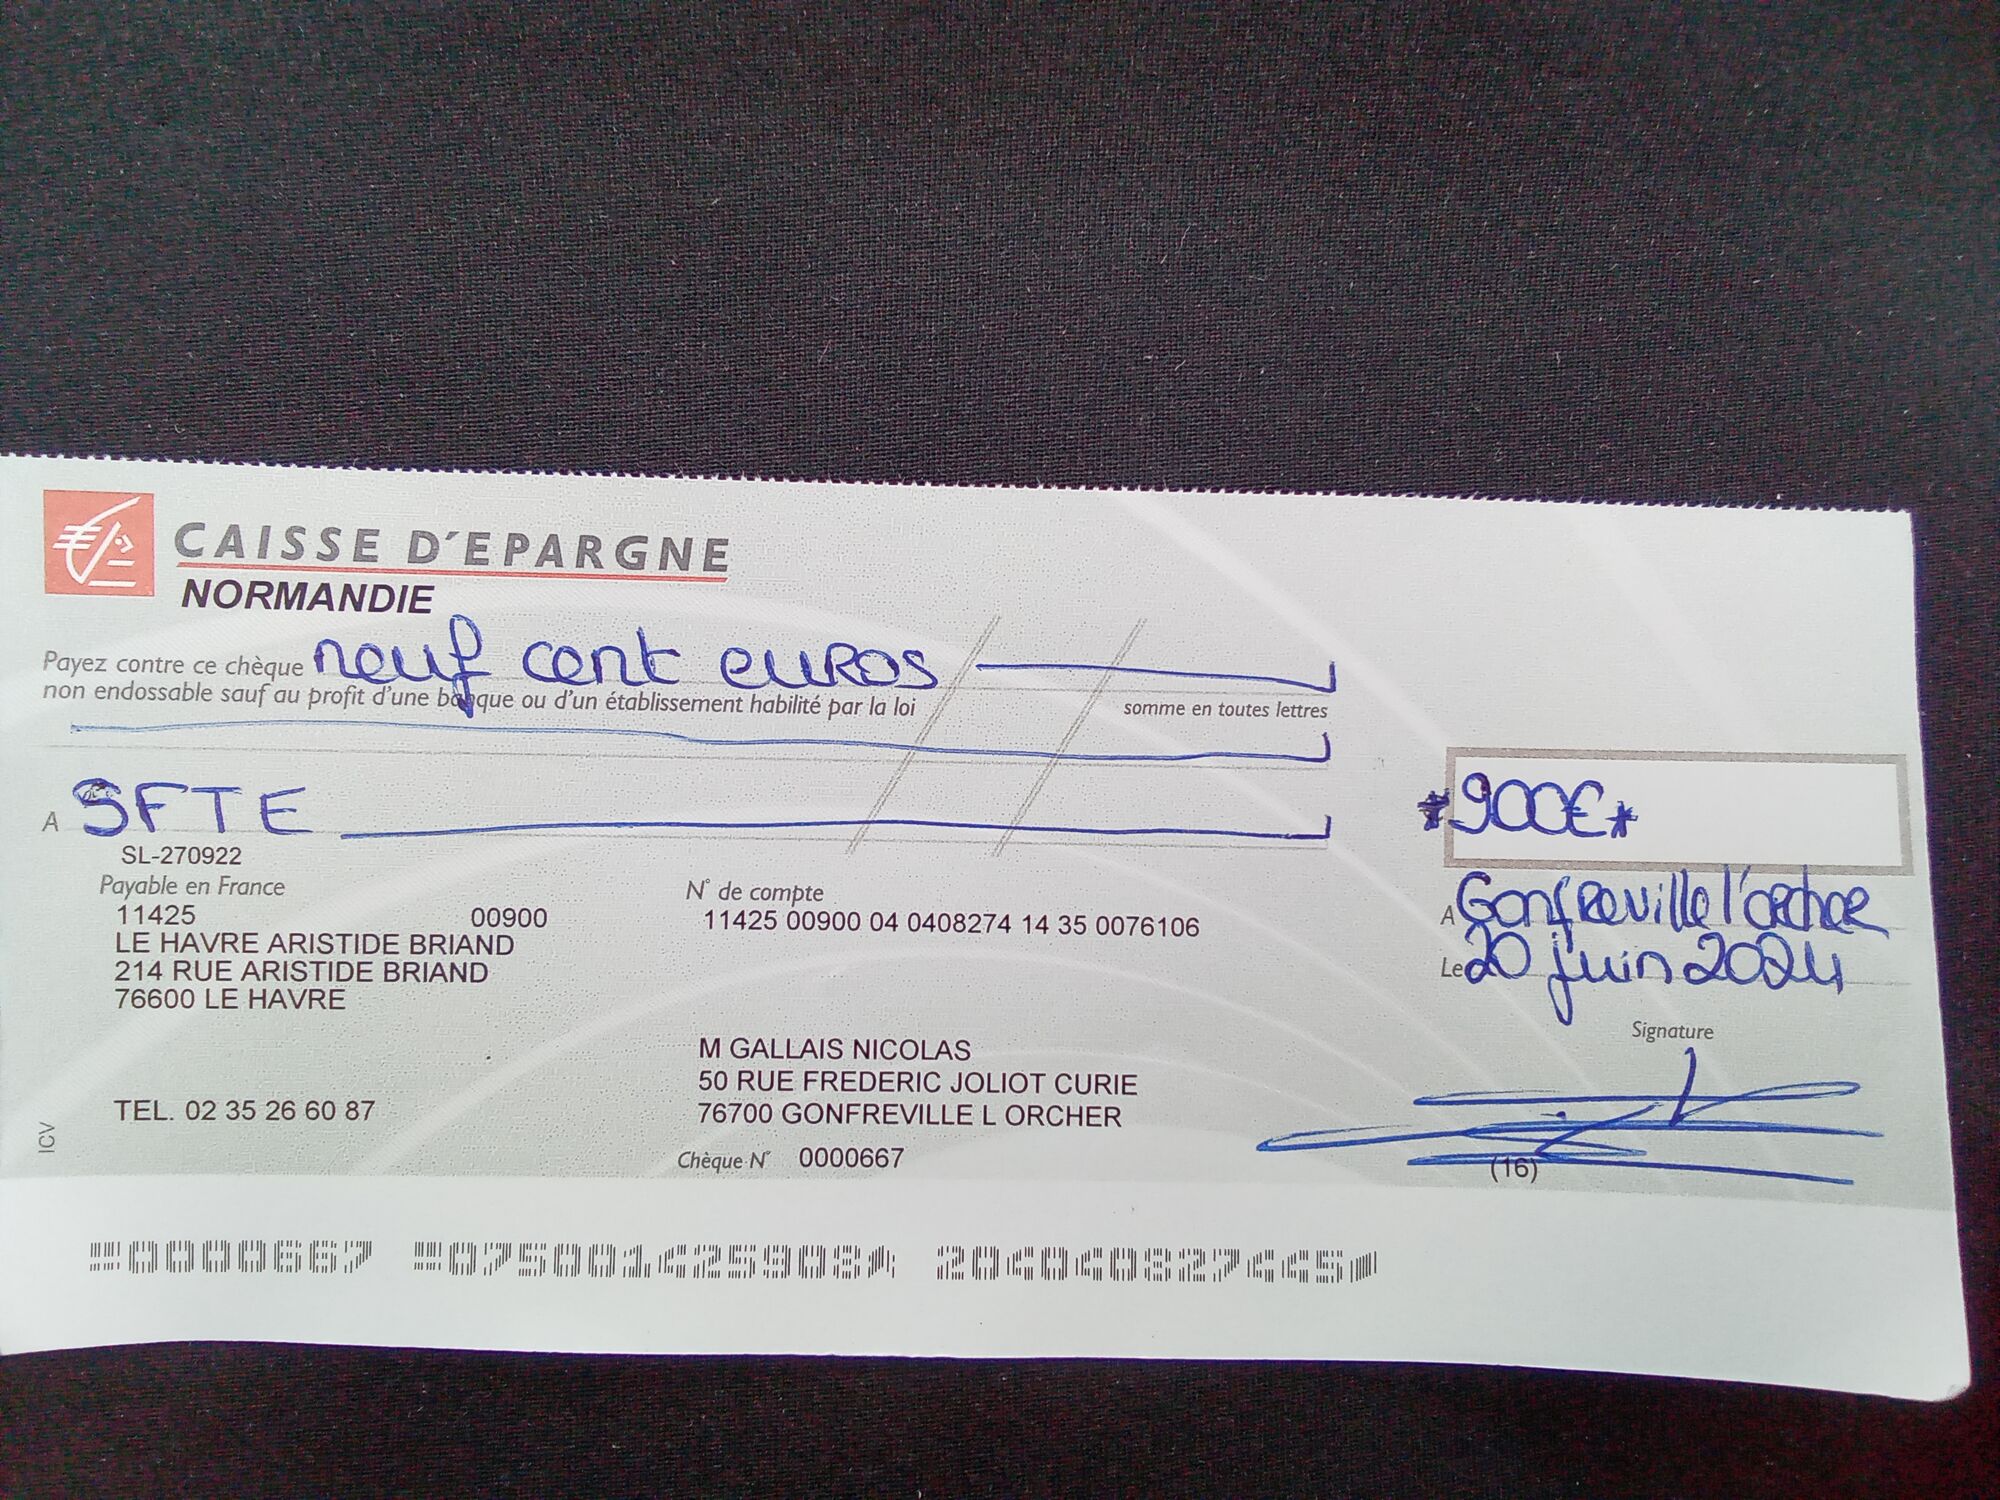 CAISSE D'EPARGNE
NORMANDIE
Payez contre ce chèque neuf cent euros
non endossable sauf au profit d'une banque ou d'un établissement habilité par la loi
somme en toutes lettres
A SFTE
*900€*
SL-270922
Payable en France
11425 00900
LE HAVRE ARISTIDE BRIAND
214 RUE ARISTIDE BRIAND
76600 LE HAVRE
TEL. 02 35 26 60 87
ICV
N° de compte
11425 00900 04 0408274 14 35 0076106
M GALLAIS NICOLAS
50 RUE FREDERIC JOLIOT CURIE
76700 GONFREVILLE L ORCHER
Chèque N° 0000667
A Gonfreville l'orcher
Le 20 juin 2024
Signature
(16)
0000667 075001425908 204040827445